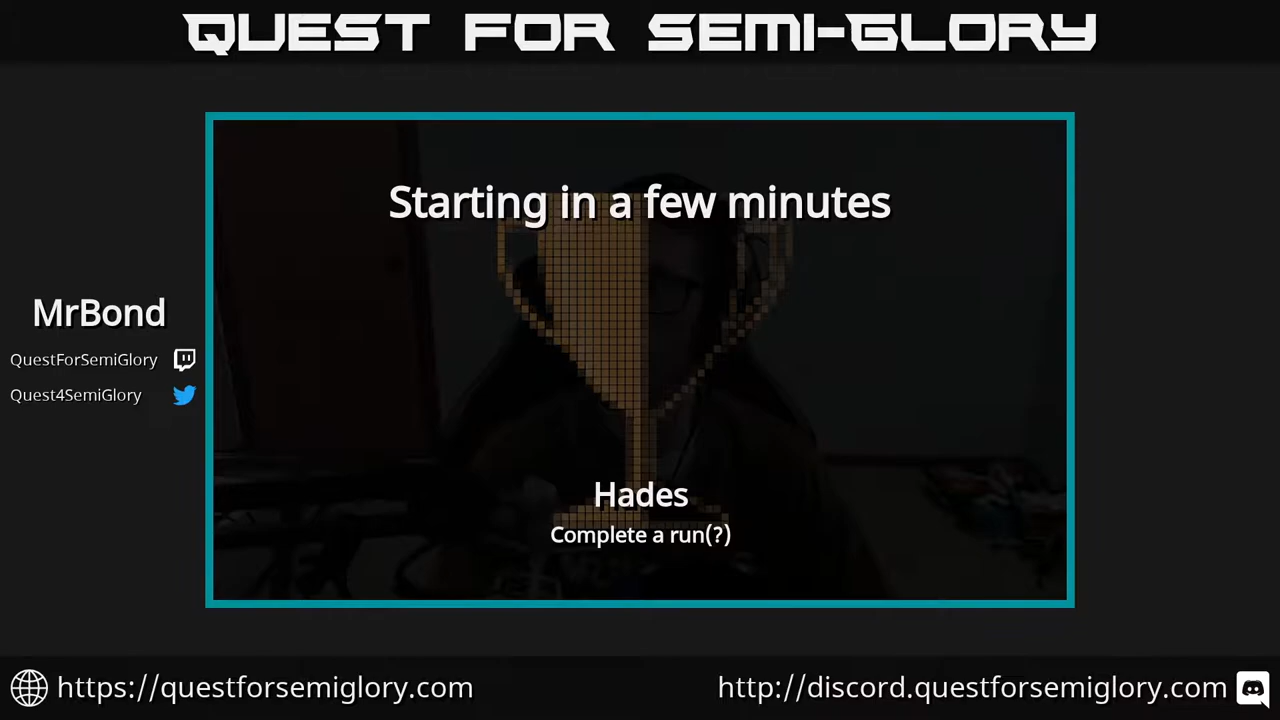 QUEST FOR SEMI-GLORY
Starting in a few minutes
MrBond
QuestForSemiGlory
Quest4SemiGlory
Hades
Complete a run(?)
https://questforsemiglory.com
http://discord.questforsemiglory.com